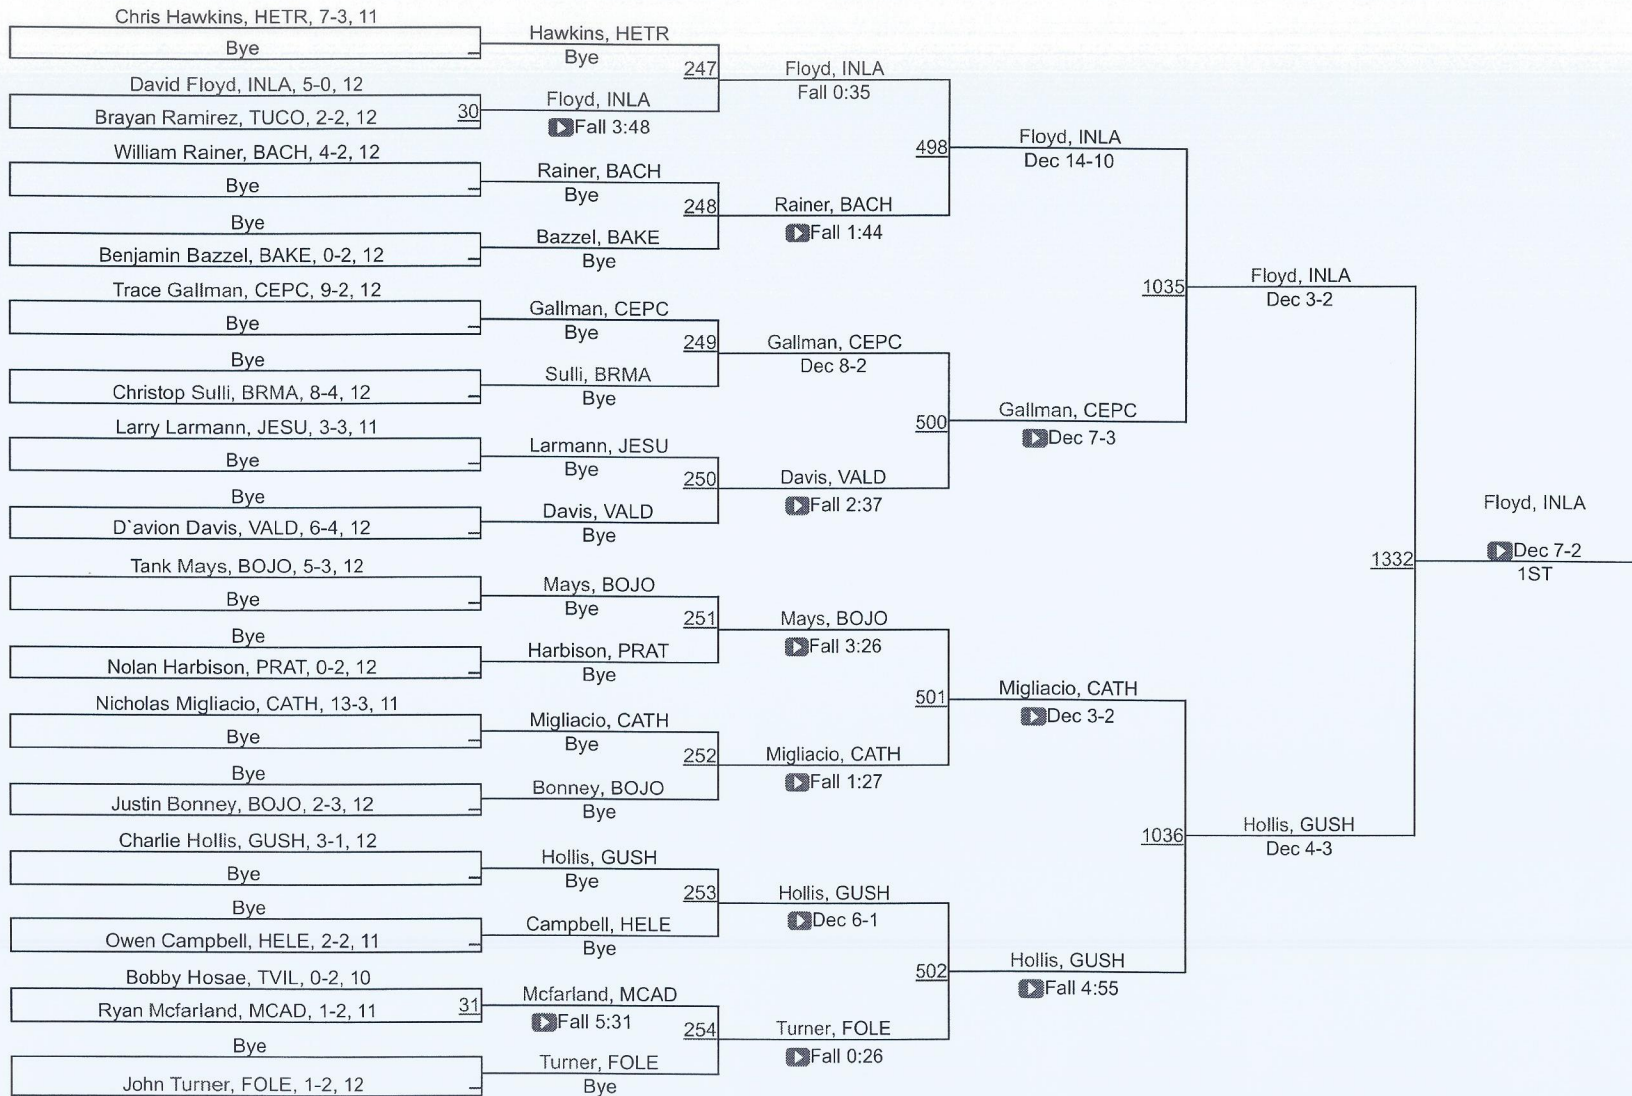 Chris Hawkins, HETR, 7-3, 11
Bye
David Floyd, INLA, 5-0, 12
Brayan Ramirez, TUCO, 2-2, 12
30
William Rainer, BACH, 4-2, 12
Bye
Bye
Benjamin Bazzel, BAKE, 0-2, 12
Trace Gallman, CEPC, 9-2, 12
Bye
Bye
Christop Sulli, BRMA, 8-4, 12
Larry Larmann, JESU, 3-3, 11
Bye
Bye
D`avion Davis, VALD, 6-4, 12
Tank Mays, BOJO, 5-3, 12
Bye
Bye
Nolan Harbison, PRAT, 0-2, 12
Nicholas Migliacio, CATH, 13-3, 11
Bye
Bye
Justin Bonney, BOJO, 2-3, 12
Charlie Hollis, GUSH, 3-1, 12
Bye
Bye
Owen Campbell, HELE, 2-2, 11
Bobby Hosae, TVIL, 0-2, 10
Ryan Mcfarland, MCAD, 1-2, 11
31
Bye
John Turner, FOLE, 1-2, 12
Hawkins, HETR
Bye
247
Floyd, INLA
Fall 3:48
Rainer, BACH
Bye
248
Bazzel, BAKE
Bye
Gallman, CEPC
Bye
249
Sulli, BRMA
Bye
Larmann, JESU
Bye
250
Davis, VALD
Bye
Mays, BOJO
Bye
251
Harbison, PRAT
Bye
Migliacio, CATH
Bye
252
Bonney, BOJO
Bye
Hollis, GUSH
Bye
253
Campbell, HELE
Bye
Mcfarland, MCAD
Fall 5:31
254
Turner, FOLE
Bye
Floyd, INLA
Fall 0:35
498
Rainer, BACH
Fall 1:44
Gallman, CEPC
Dec 8-2
500
Davis, VALD
Fall 2:37
Mays, BOJO
Fall 3:26
501
Migliacio, CATH
Fall 1:27
Hollis, GUSH
Dec 6-1
502
Turner, FOLE
Fall 0:26
Floyd, INLA
Dec 14-10
1035
Gallman, CEPC
Dec 7-3
Migliacio, CATH
Dec 3-2
1036
Hollis, GUSH
Fall 4:55
Floyd, INLA
Dec 3-2
1332
Hollis, GUSH
Dec 4-3
Floyd, INLA
Dec 7-2
1ST